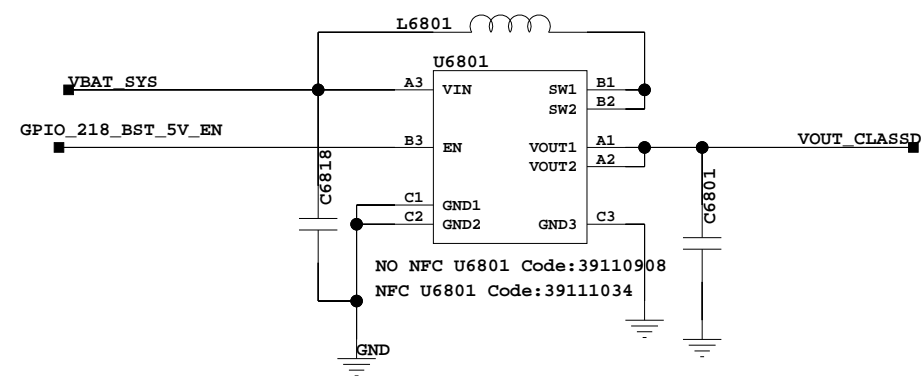 L6801
U6801
VBAT_SYS
A3
VIN
SW1
B1
SW2
B2
GPIO_218_BST_5V_EN
B3
EN
VOUT1
A1
VOUT_CLASSD
VOUT2
A2
C6818
C6801
C1
GND1
C2
GND2
GND3
C3
NO NFC U6801 Code:39110908
NFC U6801 Code:39111034
GND